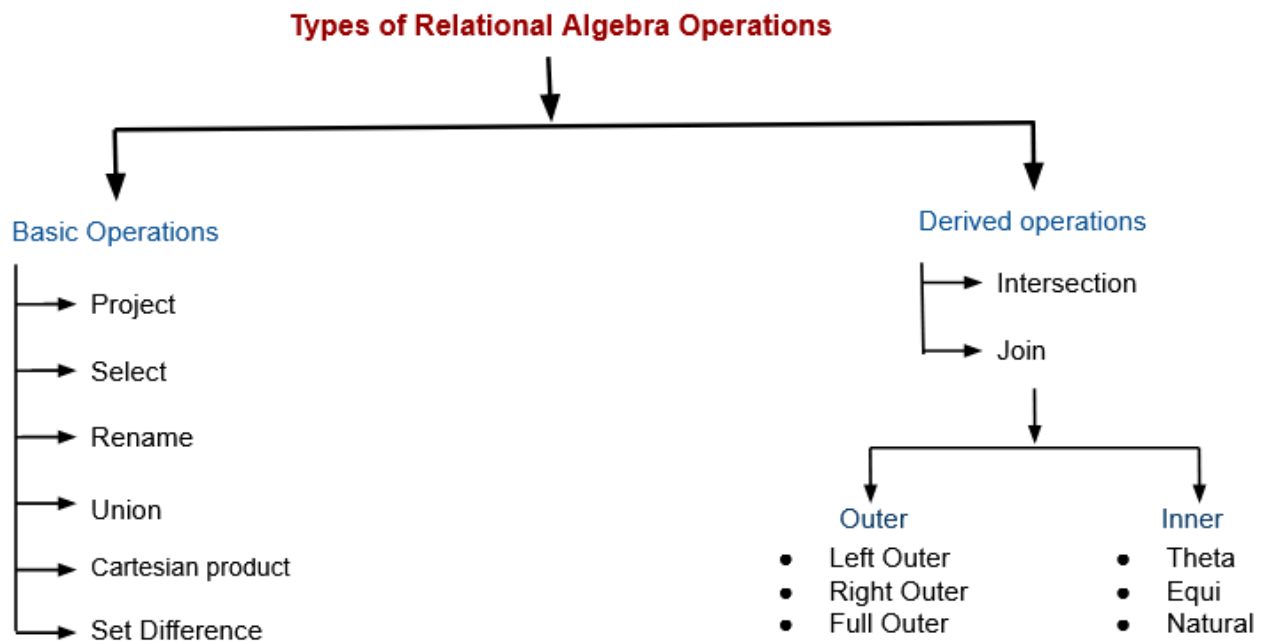 Types of Relational Algebra Operations
Basic Operations
Project
Select
Rename
Union
Cartesian product
Set Difference
Derived operations
Intersection
Join
Outer
Left Outer
Right Outer
Full Outer
Inner
Theta
Equi
Natural